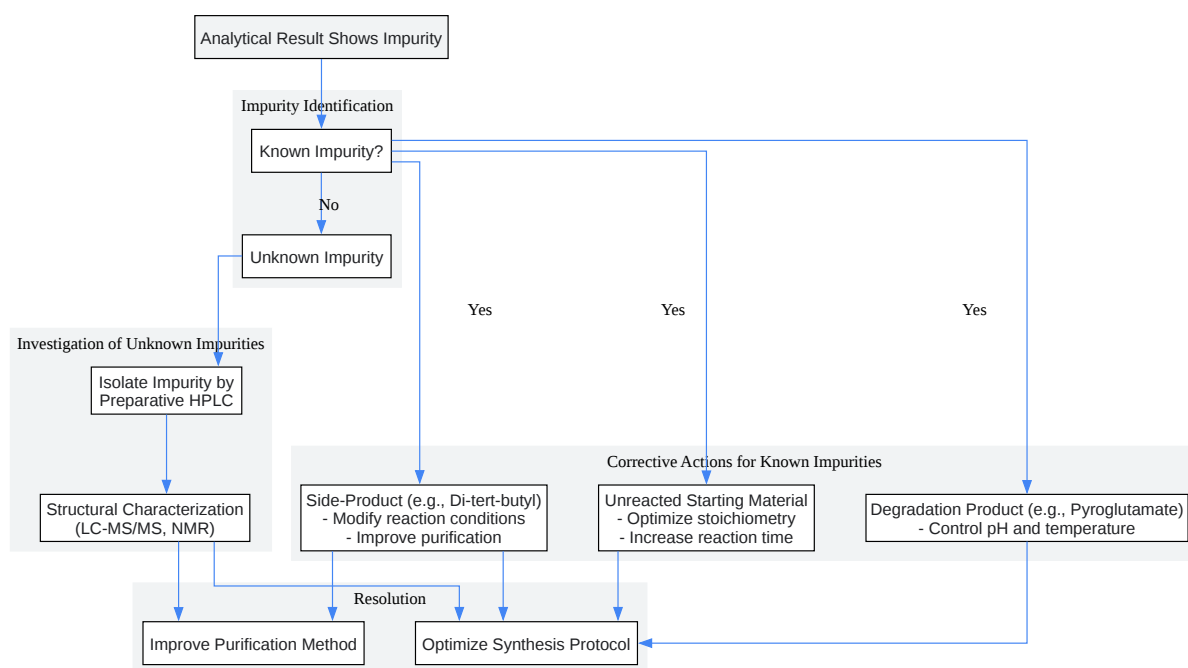 Analytical Result Shows Impurity
Impurity Identification
Known Impurity?
No
Unknown Impurity
Yes
Yes
Yes
Investigation of Unknown Impurities
Isolate Impurity by
Preparative HPLC
Structural Characterization
(LC-MS/MS, NMR)
Corrective Actions for Known Impurities
Side-Product (e.g., Di-tert-butyl)
- Modify reaction conditions
- Improve purification
Unreacted Starting Material
- Optimize stoichiometry
- Increase reaction time
Degradation Product (e.g., Pyroglutamate)
- Control pH and temperature
Resolution
Improve Purification Method
Optimize Synthesis Protocol